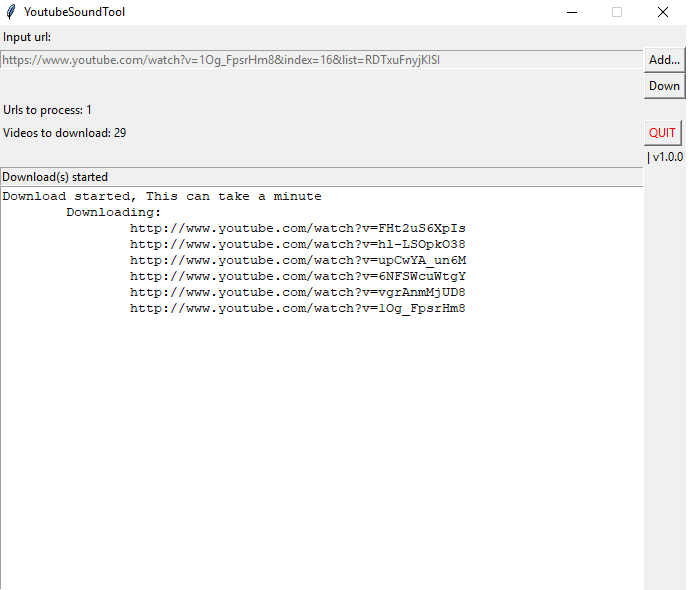 YoutubeSoundTool
Input url:
https://www.youtube.com/watch?v=1Og_FpsrHm8&index=16&list=RDTxuFnyjKISI
Add...
Down
Urls to process: 1
Videos to download: 29
QUIT
| v1.0.0
Download(s) started
Download started, This can take a minute
Downloading:
http://www.youtube.com/watch?v=FHt2uS6XpIs
http://www.youtube.com/watch?v=hl-LSOpkO38
http://www.youtube.com/watch?v=upCwYA_un6M
http://www.youtube.com/watch?v=6NFSWcuWtgY
http://www.youtube.com/watch?v=vgrAnmMjUD8
http://www.youtube.com/watch?v=1Og_FpsrHm8